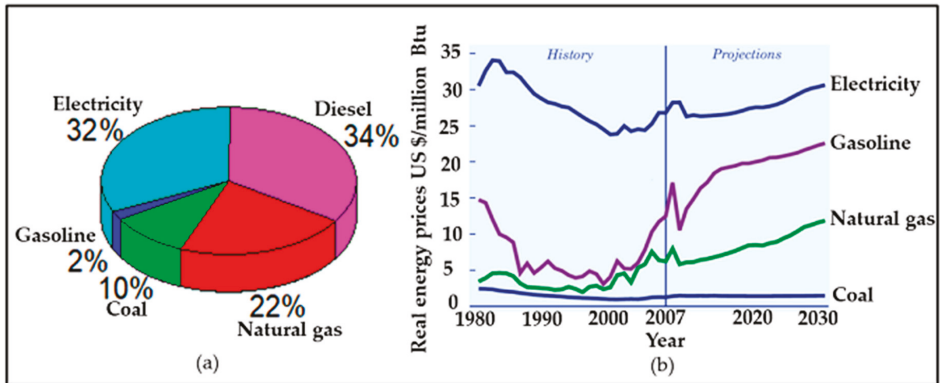 Electricity
32%
Diesel
34%
Gasoline
2%
10%
Coal
22%
Natural gas
(a)
Real energy prices US $/million Btu
35
30
25
20
15
10
5
0
History
Projections
Electricity
Gasoline
Natural gas
Coal
1980 1990 2000 2007 2020 2030
Year
(b)